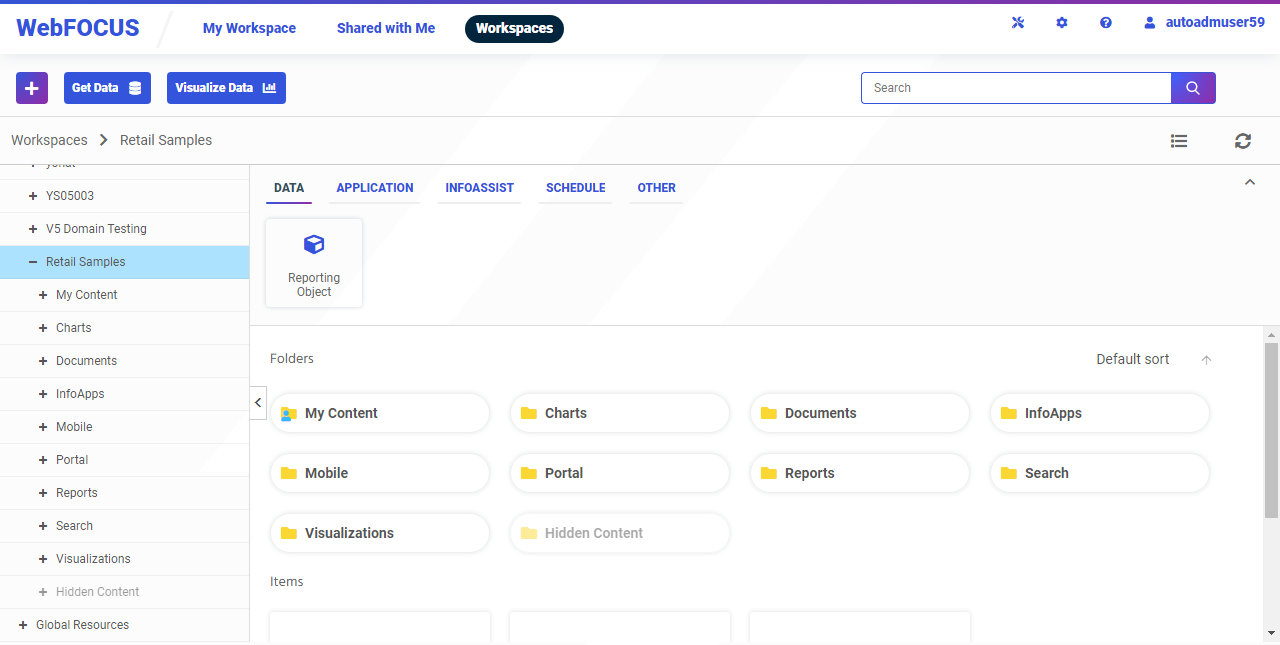 WebFOCUS
My Workspace
Shared with Me
Workspaces
autoadmuser59
Get Data
Visualize Data
Search
Workspaces
Retail Samples
YS05003
V5 Domain Testing
Retail Samples
My Content
Charts
Documents
InfoApps
Mobile
Portal
Reports
Search
Visualizations
Hidden Content
Global Resources
DATA
APPLICATION
INFOASSIST
SCHEDULE
OTHER
Reporting
Object
Folders
Default sort
My Content
Charts
Documents
InfoApps
Mobile
Portal
Reports
Search
Visualizations
Hidden Content
Items